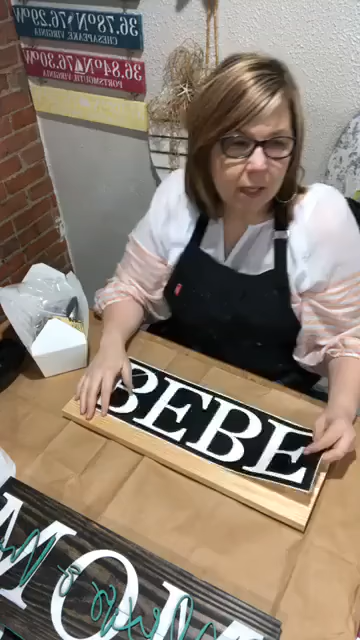 36.78°N 76.29°W
CHESAPEAKE, VIRGINIA
36.84°N 76.30°W
PORTSMOUTH, VIRGINIA
BEBE